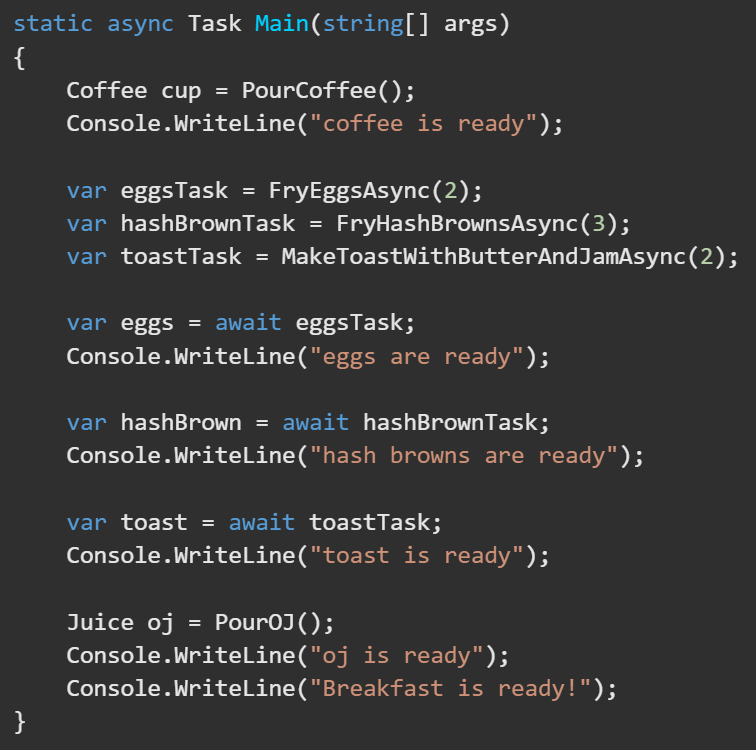 static async Task Main(string[] args)
{
    Coffee cup = PourCoffee();
    Console.WriteLine("coffee is ready");

    var eggsTask = FryEggsAsync(2);
    var hashBrownTask = FryHashBrownsAsync(3);
    var toastTask = MakeToastWithButterAndJamAsync(2);

    var eggs = await eggsTask;
    Console.WriteLine("eggs are ready");

    var hashBrown = await hashBrownTask;
    Console.WriteLine("hash browns are ready");

    var toast = await toastTask;
    Console.WriteLine("toast is ready");

    Juice oj = PourOJ();
    Console.WriteLine("oj is ready");
    Console.WriteLine("Breakfast is ready!");
}